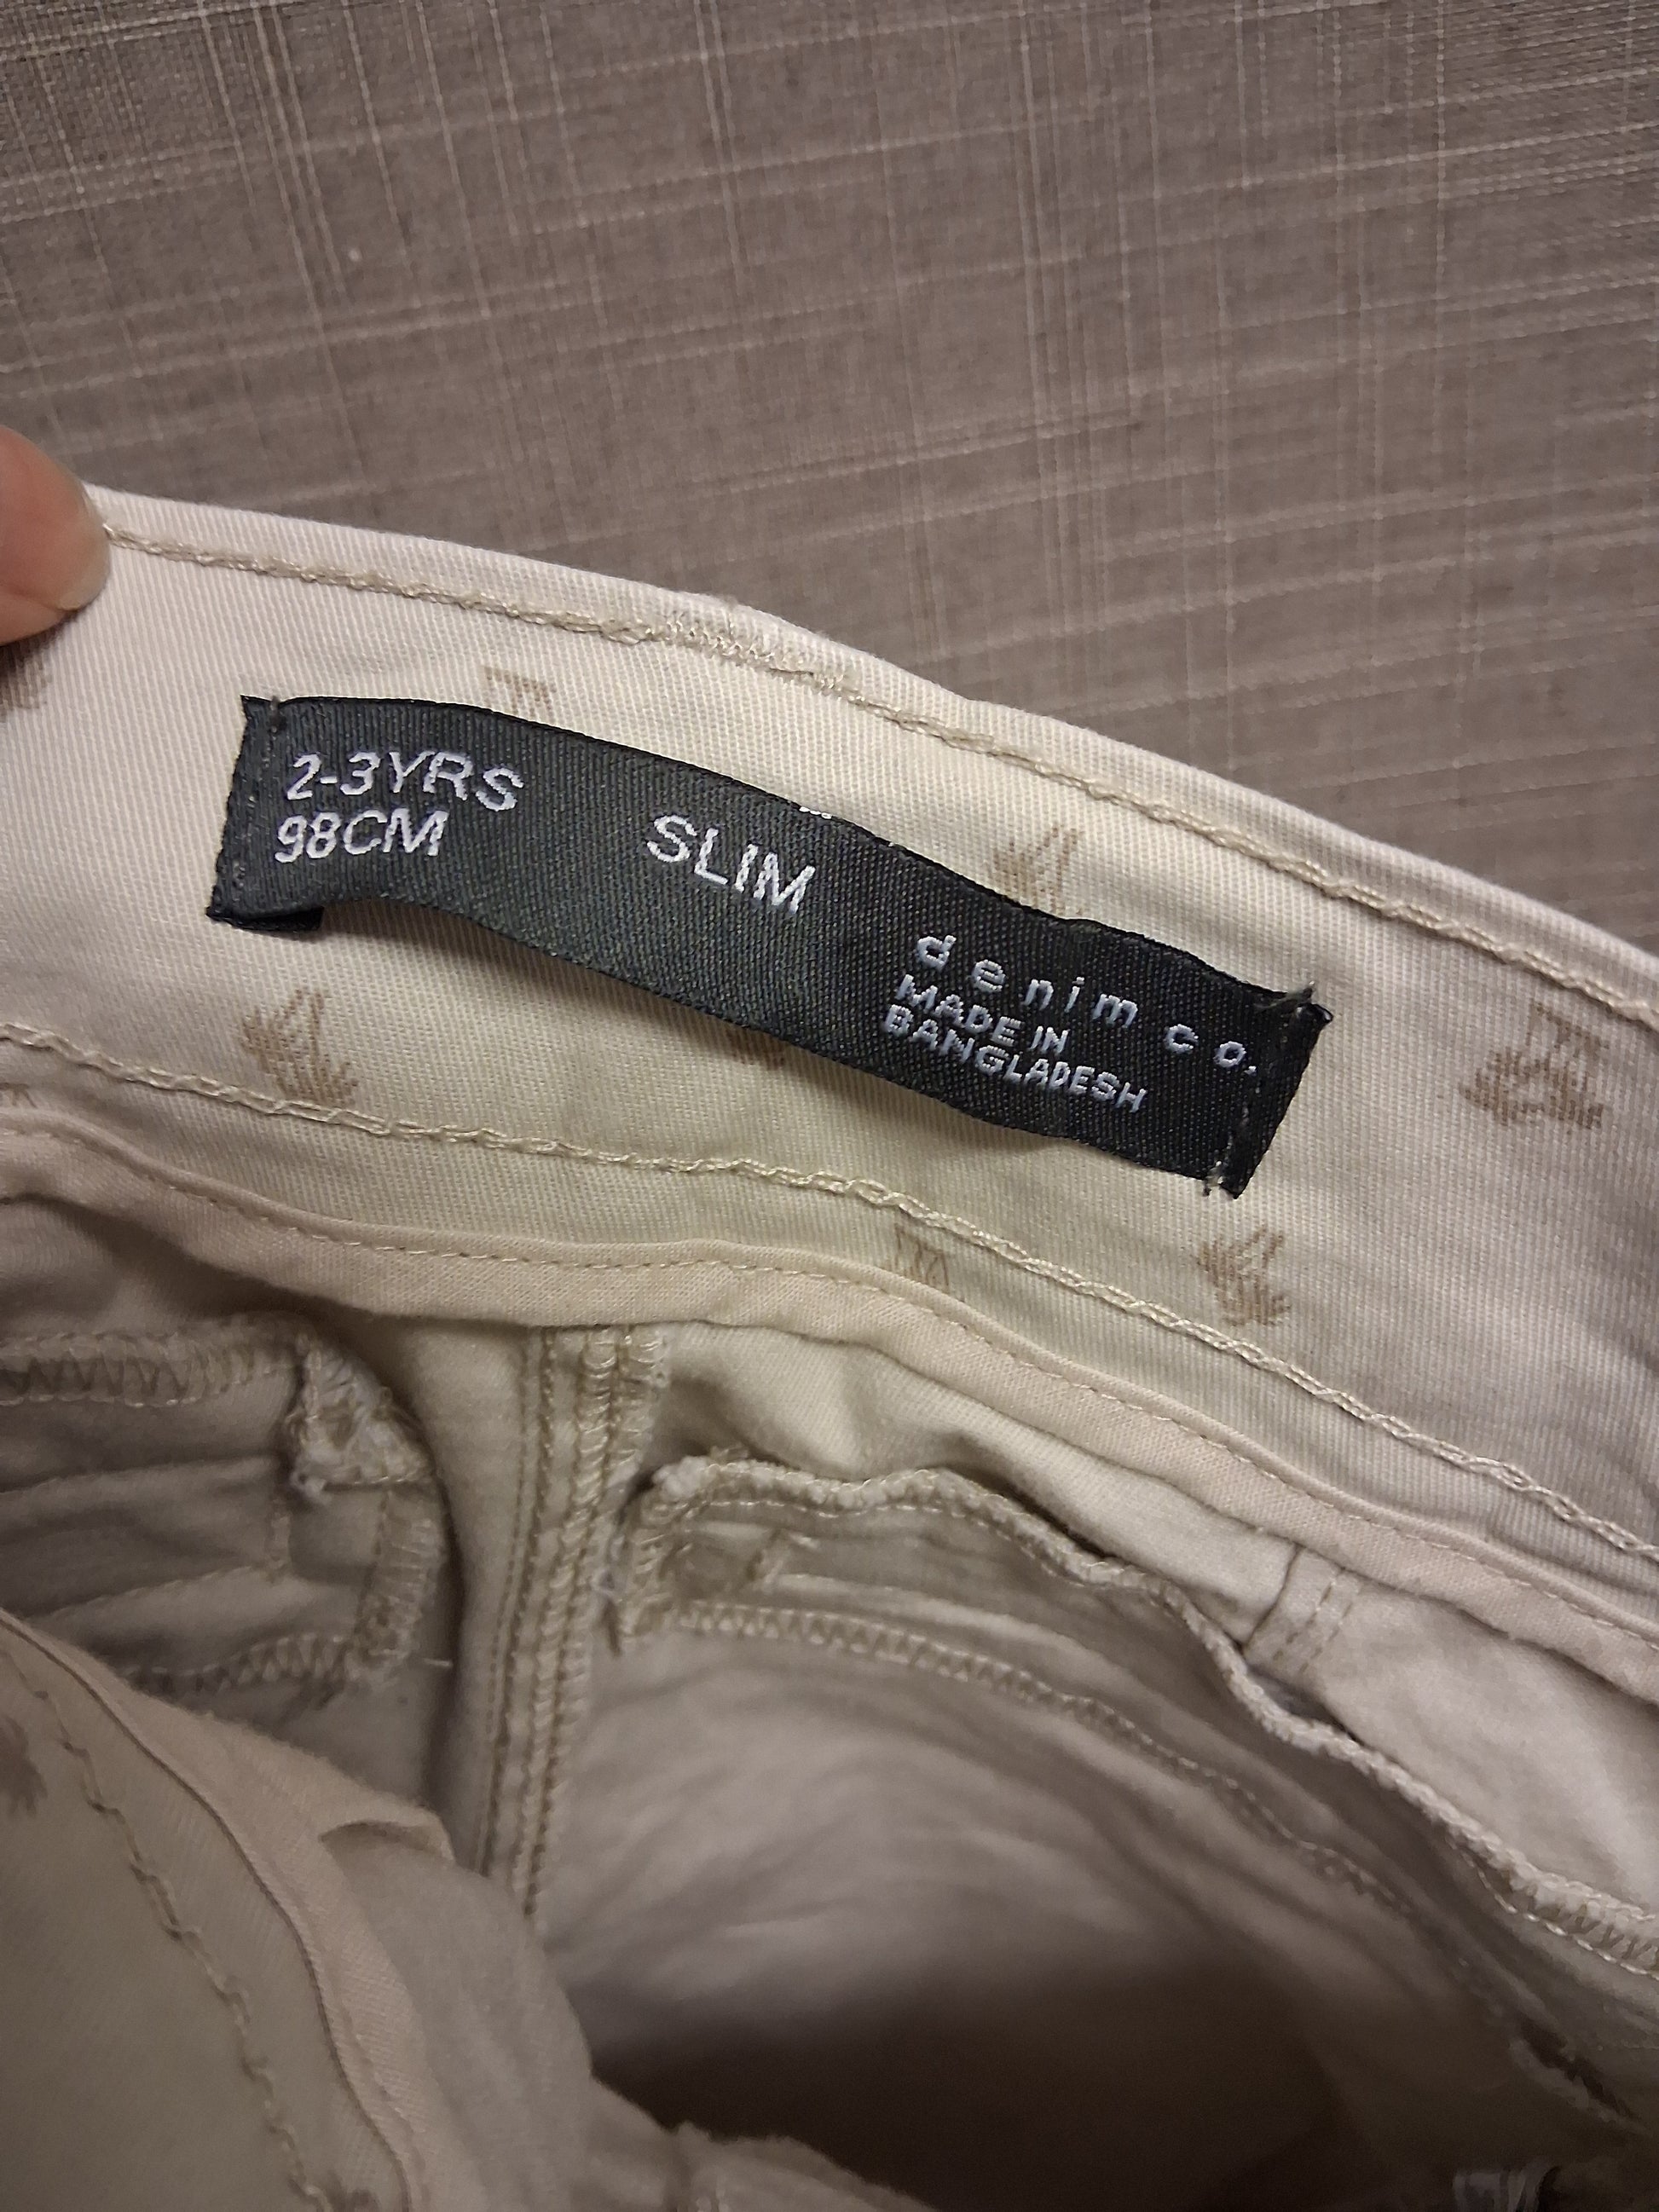 2-3YRS
98CM
SLIM
denim co.
MADE IN
BANGLADESH